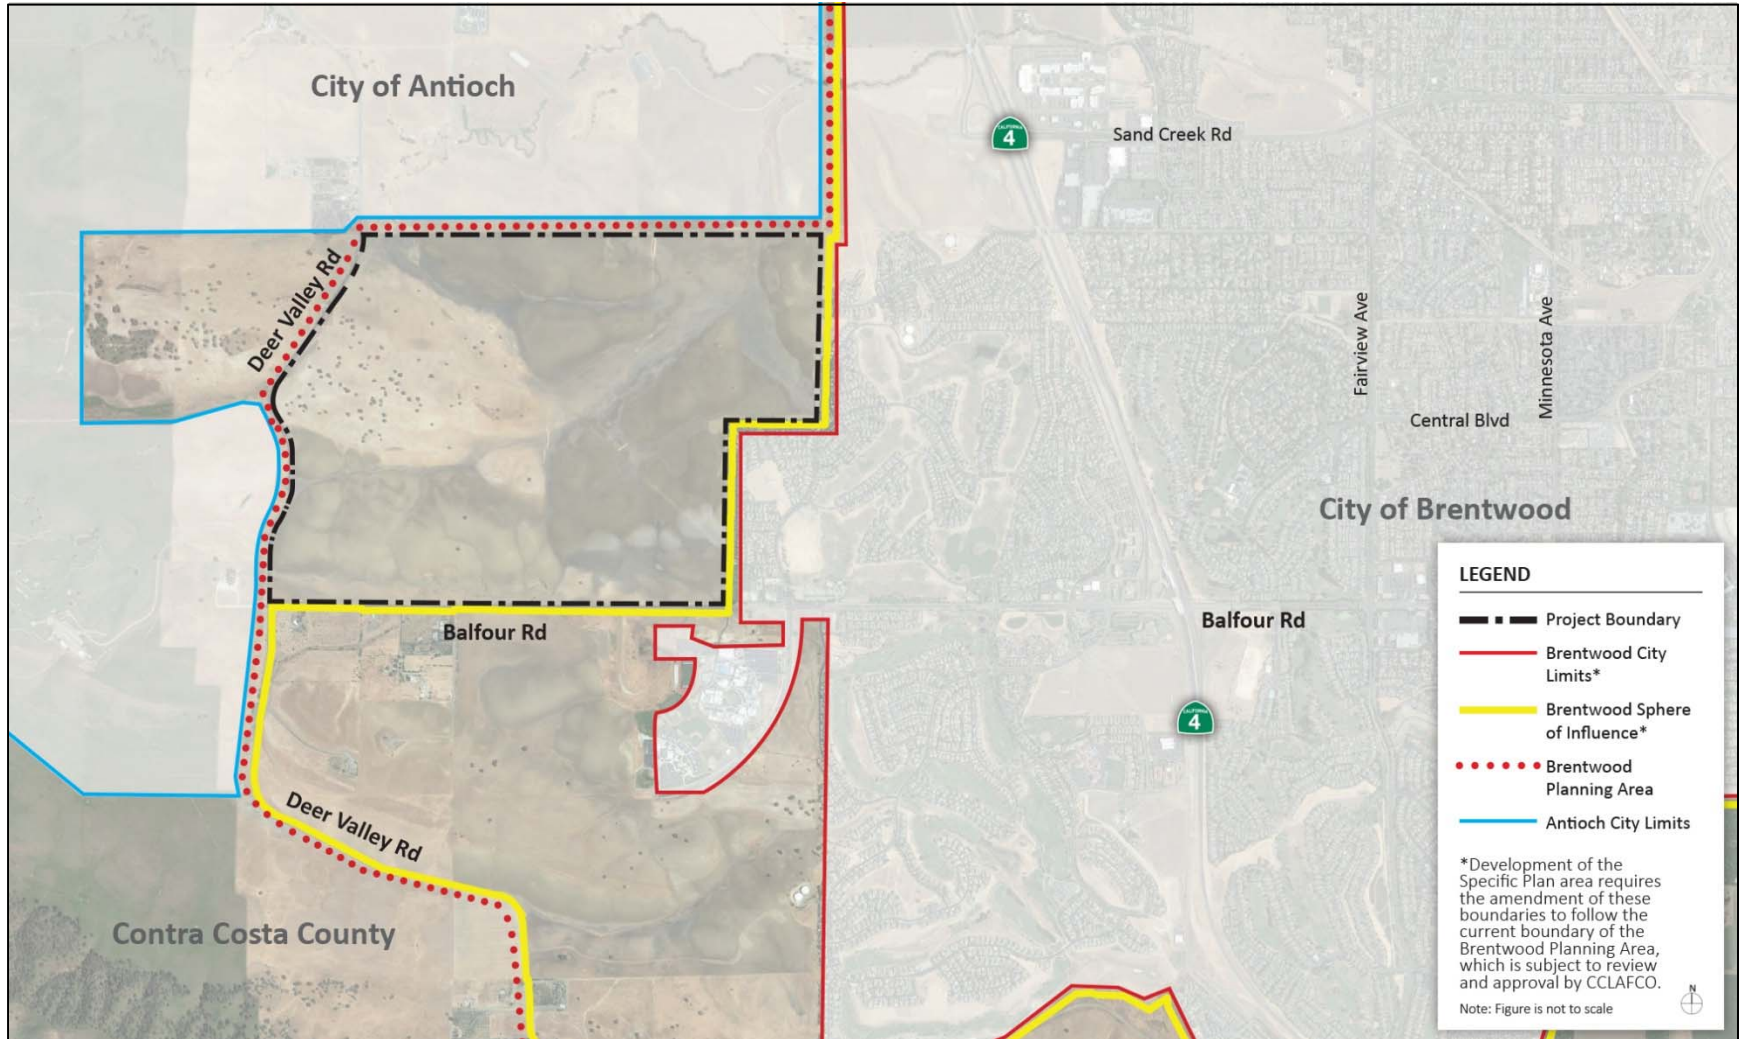 City of Antioch
CALIFORNIA
4
Sand Creek Rd
Deer Valley Rd
Fairview Ave
Minnesota Ave
Central Blvd
City of Brentwood
Balfour Rd
Balfour Rd
CALIFORNIA
4
Deer Valley Rd
Contra Costa County
LEGEND
Project Boundary
Brentwood City
Limits*
Brentwood Sphere
of Influence*
Brentwood
Planning Area
Antioch City Limits
*Development of the
Specific Plan area requires
the amendment of these
boundaries to follow the
current boundary of the
Brentwood Planning Area,
which is subject to review
and approval by CCLAFCO.
Note: Figure is not to scale
N